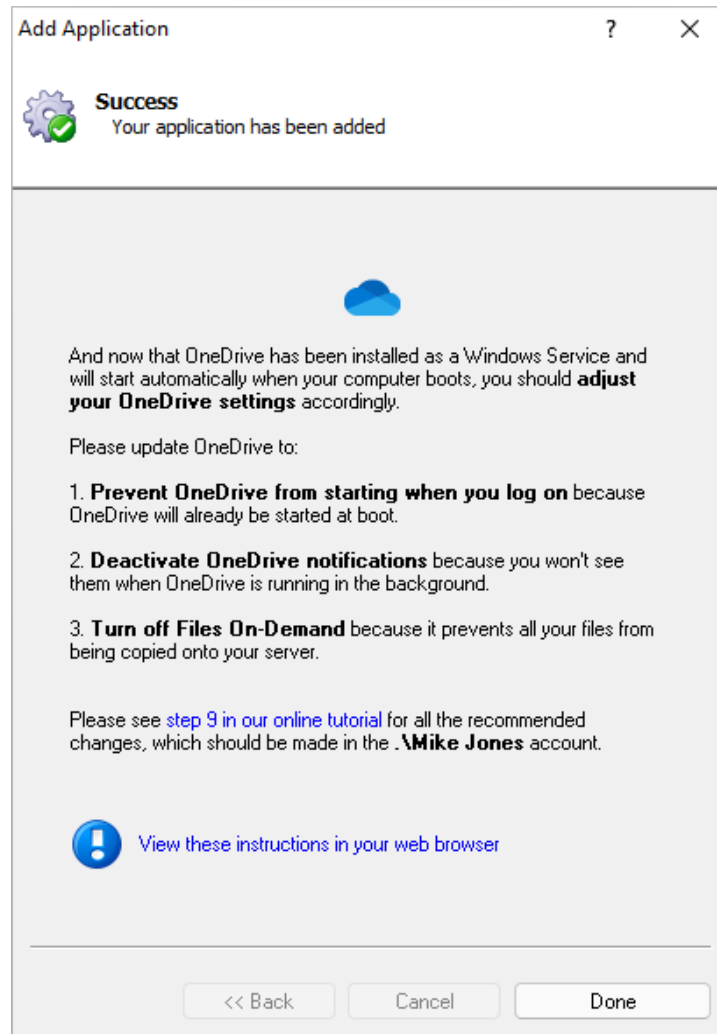 Add Application
?
Success
Your application has been added
And now that OneDrive has been installed as a Windows Service and
will start automatically when your computer boots, you should adjust
your OneDrive settings accordingly.
Please update OneDrive to:
1. Prevent OneDrive from starting when you log on because
OneDrive will already be started at boot.
2. Deactivate OneDrive notifications because you won't see
them when OneDrive is running in the background.
3. Turn off Files On-Demand because it prevents all your files from
being copied onto your server.
Please see step 9 in our online tutorial for all the recommended
changes, which should be made in the .\Mike Jones account.
View these instructions in your web browser
<< Back
Cancel
Done